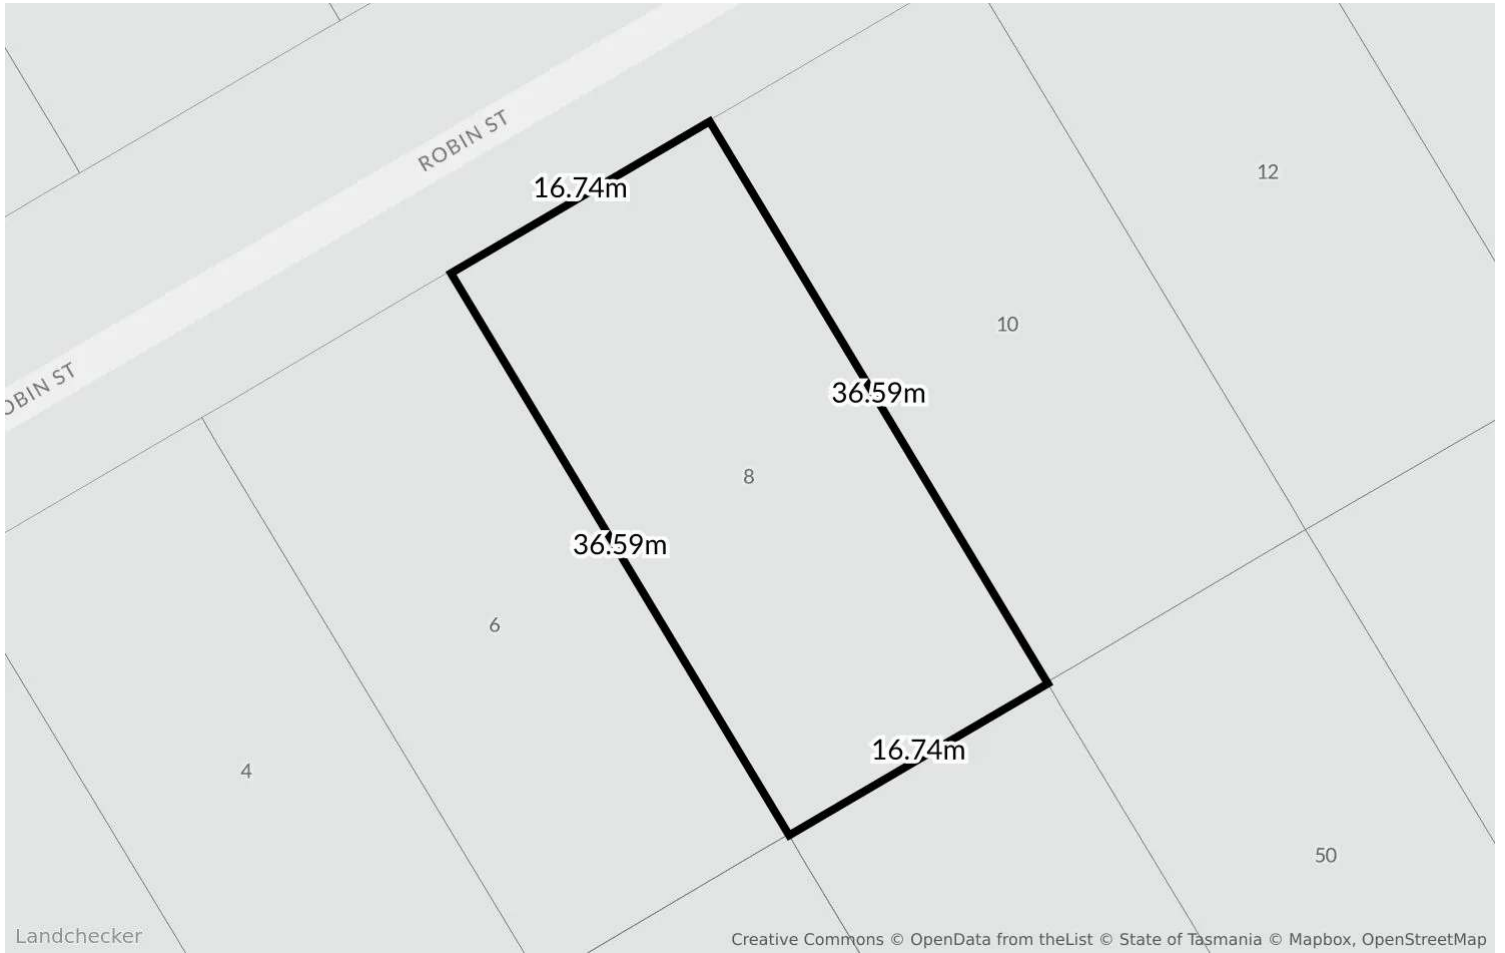 ROBIN ST
16.74m
12
10
OBIN ST
36.59m
8
36.59m
6
16.74m
4
50
Landchecker
Creative Commons © OpenData from theList © State of Tasmania © Mapbox, OpenStreetMap